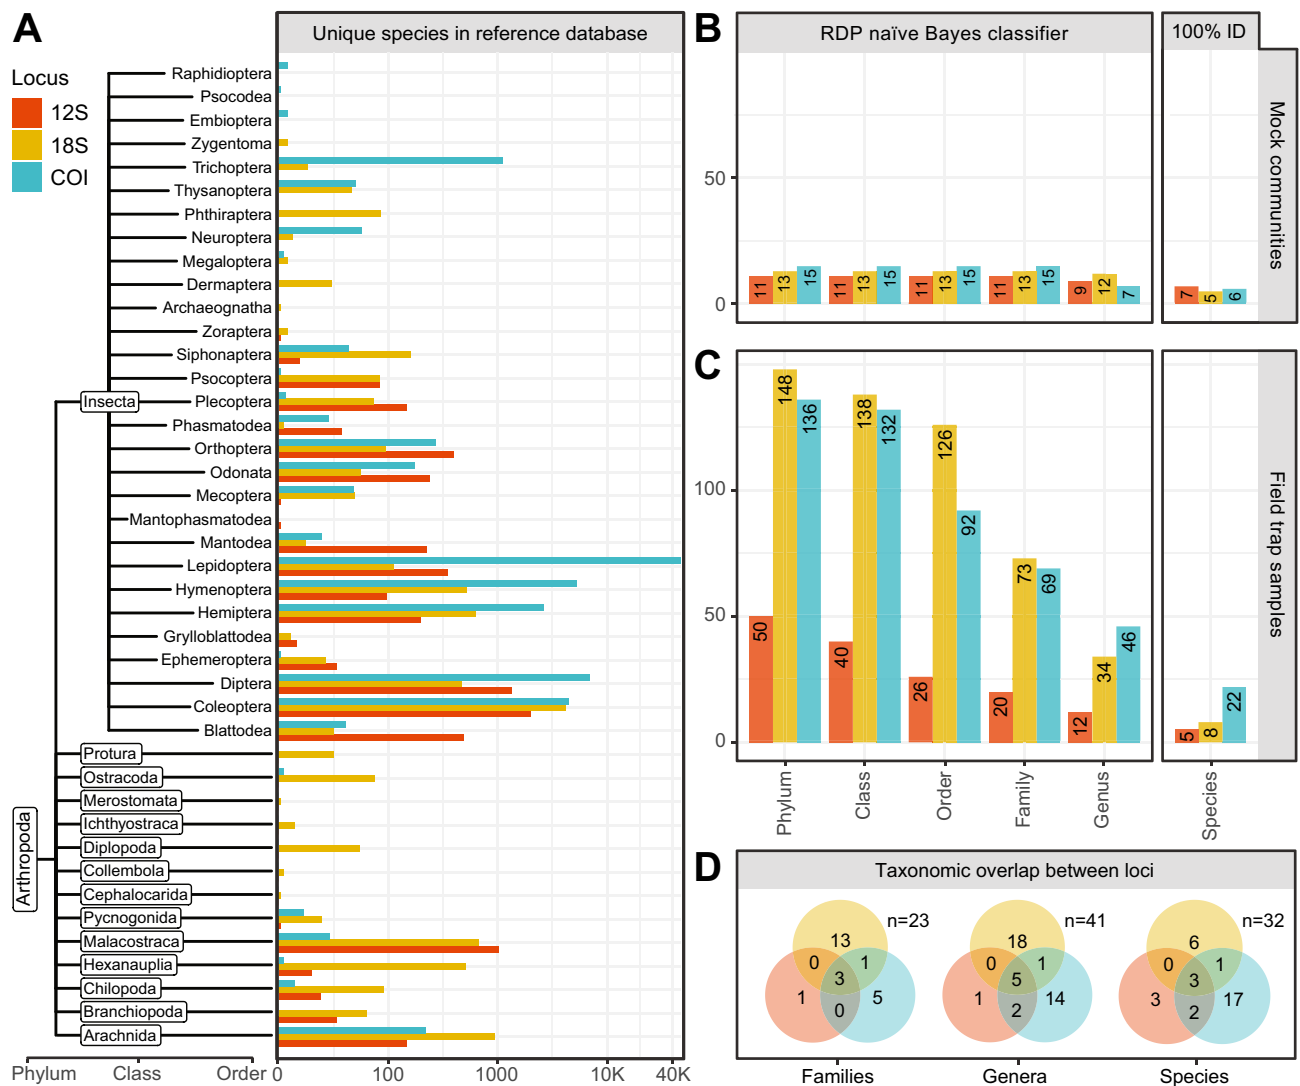 A
Unique species in reference database
Locus
12S
18S
COI
Raphidioptera
Psocodea
Embioptera
Zygentoma
Trichoptera
Thysanoptera
Phthiraptera
Neuroptera
Megaloptera
Dermaptera
Archaeognatha
Zoraptera
Siphonaptera
Psocoptera
Insecta
Plecoptera
Phasmatodea
Orthoptera
Odonata
Mecoptera
Mantophasmatodea
Mantodea
Lepidoptera
Hymenoptera
Hemiptera
Grylloblattodea
Ephemeroptera
Diptera
Coleoptera
Blattodea
Arthropoda
Protura
Ostracoda
Merostomata
Ichthyostraca
Diplopoda
Collembola
Cephalocarida
Pycnogonida
Malacostraca
Hexanauplia
Chilopoda
Branchiopoda
Arachnida
Phylum Class Order
0 100 1000 10K 40K
B
RDP naïve Bayes classifier
100% ID
Mock communities
50
0
11 13 15 11 13 15 11 13 15 11 13 15 9 12 7 7 5 6
C
Field trap samples
100
50
0
50 148 136 40 138 132 26 126 92 20 73 69 12 34 46 5 8 22
Phylum Class Order Family Genus Species
D
Taxonomic overlap between loci
n=23
13
0 1
3
1 5
0
Families
n=41
18
0 1
5
1 14
2
Genera
n=32
6
0 1
3
3 17
2
Species